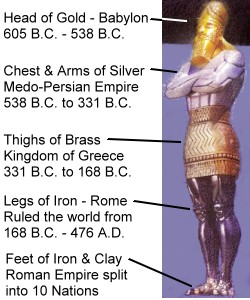 Head of Gold - Babylon
605 B.C. - 538 B.C.
Chest & Arms of Silver
Medo-Persian Empire
538 B.C. to 331 B.C.
Thighs of Brass
Kingdom of Greece
331 B.C. to 168 B.C.
Legs of Iron - Rome
Ruled the world from
168 B.C. - 476 A.D.
Feet of Iron & Clay
Roman Empire split
into 10 Nations